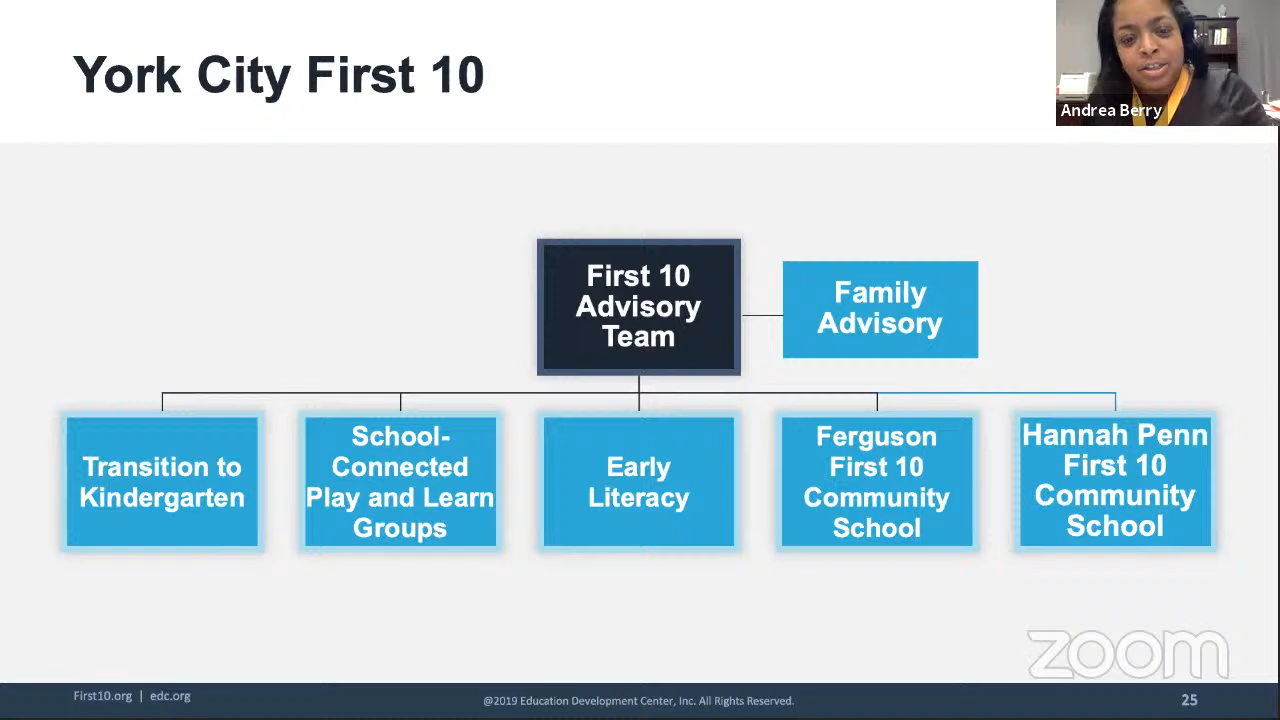 York City First 10
Andrea Berry
First 10
Advisory
Team
Family
Advisory
Transition to
Kindergarten
School-
Connected
Play and Learn
Groups
Early
Literacy
Ferguson
First 10
Community
School
Hannah Penn
First 10
Community
School
zoom
First10.org | edc.org
@2019 Education Development Center, Inc. All Rights Reserved.
25